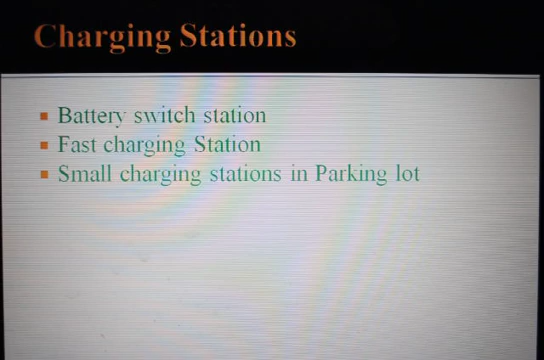 Charging Stations
Battery switch station
Fast charging Station
Small charging stations in Parking lot